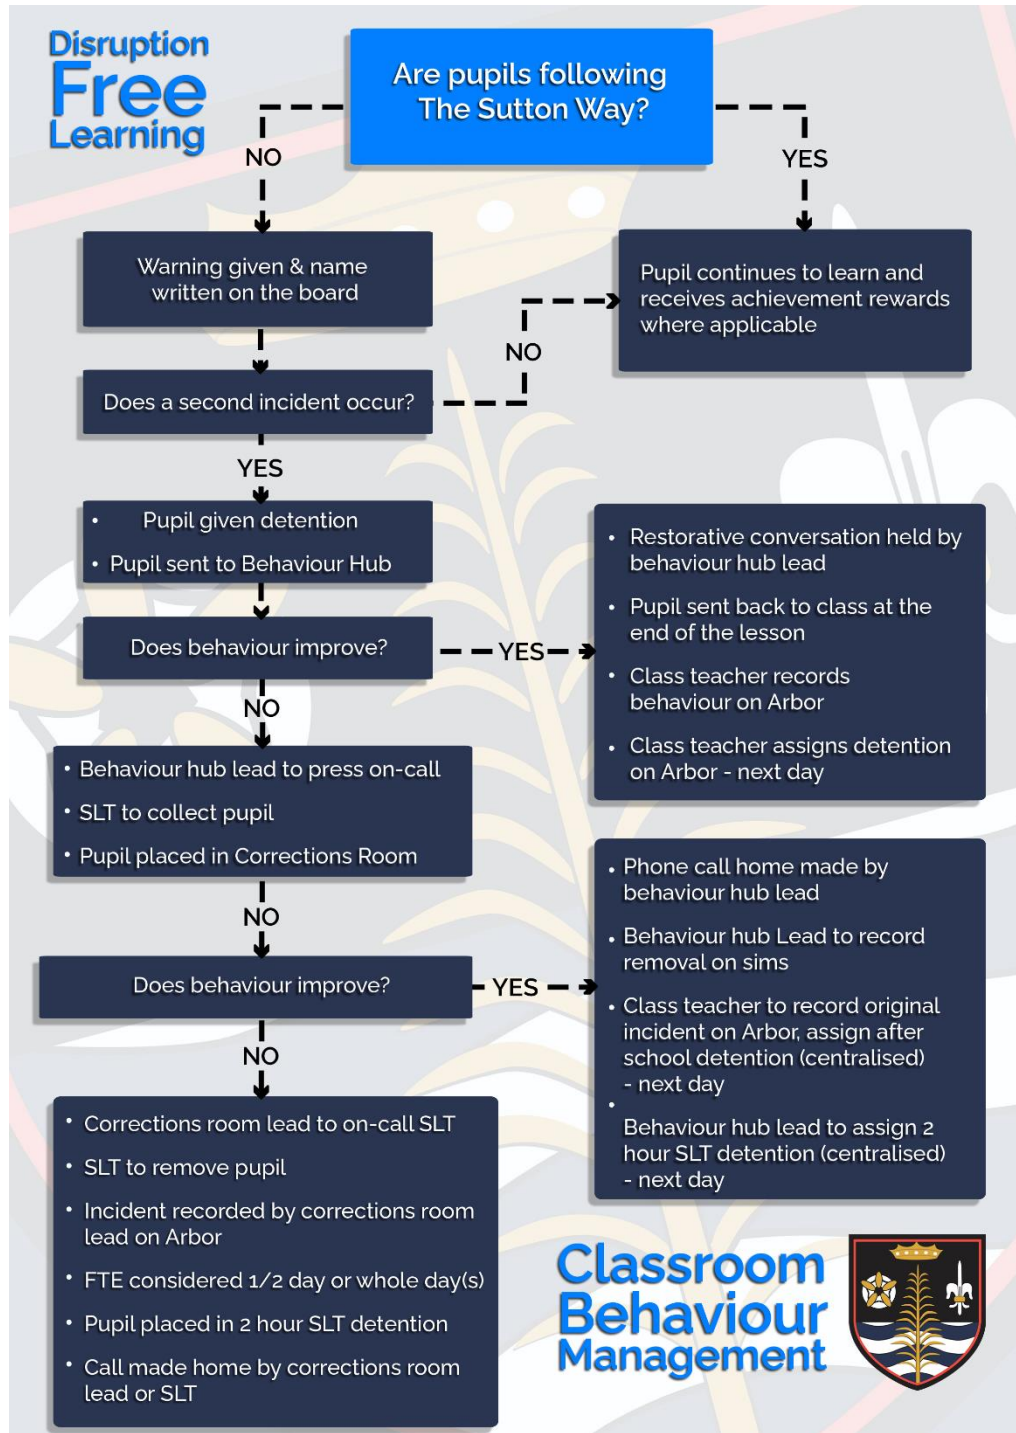 Disruption
Free
Learning
Are pupils following
The Sutton Way?
NO
YES
Warning given & name
written on the board
Pupil continues to learn and
receives achievement rewards
where applicable
NO
Does a second incident occur?
YES
• Pupil given detention
• Pupil sent to Behaviour Hub
Does behaviour improve?
YES
• Restorative conversation held by
behaviour hub lead
• Pupil sent back to class at the
end of the lesson
• Class teacher records
behaviour on Arbor
• Class teacher assigns detention
on Arbor - next day
NO
• Behaviour hub lead to press on-call
• SLT to collect pupil
• Pupil placed in Corrections Room
NO
Does behaviour improve?
YES
• Phone call home made by
behaviour hub lead
• Behaviour hub Lead to record
removal on sims
• Class teacher to record original
incident on Arbor, assign after
school detention (centralised)
- next day
•
Behaviour hub lead to assign 2
hour SLT detention (centralised)
- next day
NO
• Corrections room lead to on-call SLT
• SLT to remove pupil
• Incident recorded by corrections room
lead on Arbor
• FTE considered 1/2 day or whole day(s)
• Pupil placed in 2 hour SLT detention
• Call made home by corrections room
lead or SLT
Classroom
Behaviour
Management